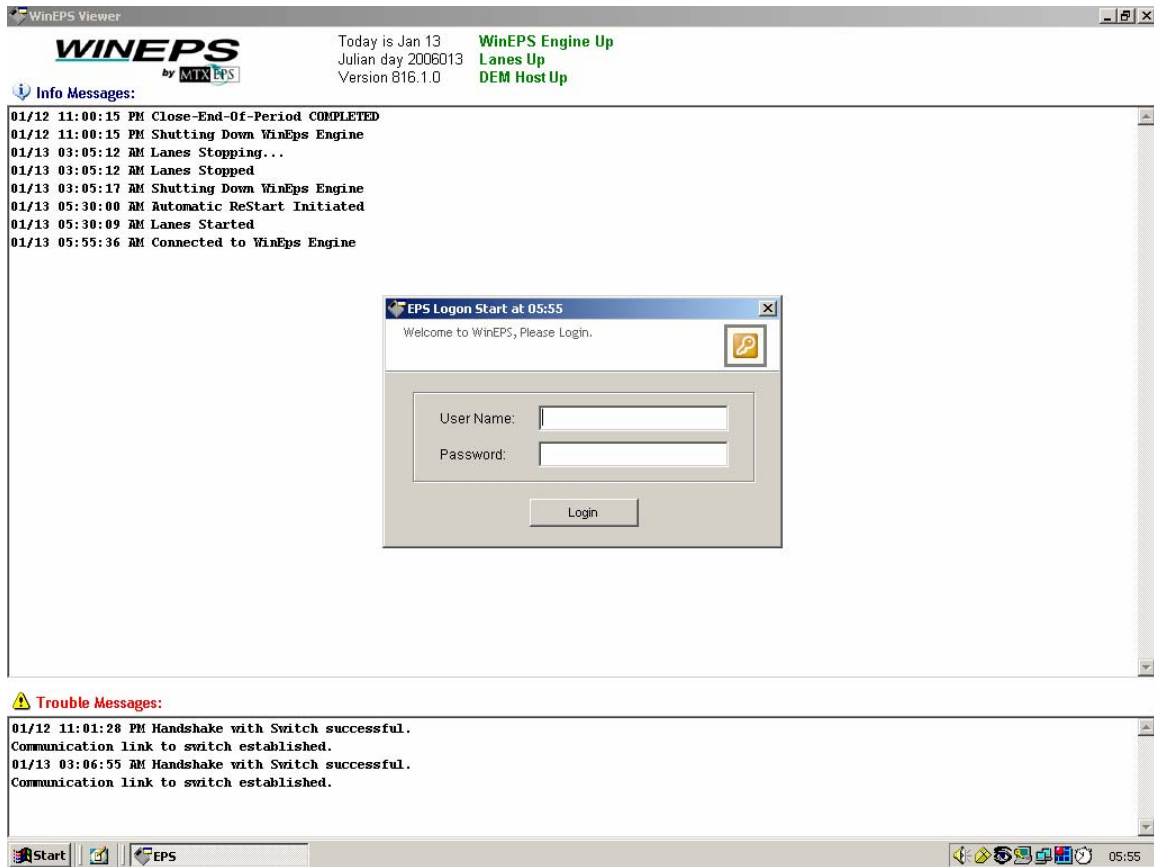 WinEPS Viewer
WINEPS
by MTXEPS
Today is Jan 13
Julian day 2006013
Version 816.1.0
WinEPS Engine Up
Lanes Up
DEM Host Up
Info Messages:
01/12 11:00:15 PM Close-End-Of-Period COMPLETED
01/12 11:00:15 PM Shutting Down WinEps Engine
01/13 03:05:12 AM Lanes Stopping...
01/13 03:05:12 AM Lanes Stopped
01/13 03:05:17 AM Shutting Down WinEps Engine
01/13 05:30:00 AM Automatic ReStart Initiated
01/13 05:30:09 AM Lanes Started
01/13 05:55:36 AM Connected to WinEps Engine
EPS Logon Start at 05:55
Welcome to WinEPS, Please Login.
User Name:
Password:
Login
Trouble Messages:
01/12 11:01:28 PM Handshake with Switch successful.
Communication link to switch established.
01/13 03:06:55 AM Handshake with Switch successful.
Communication link to switch established.
Start
EPS
05:55